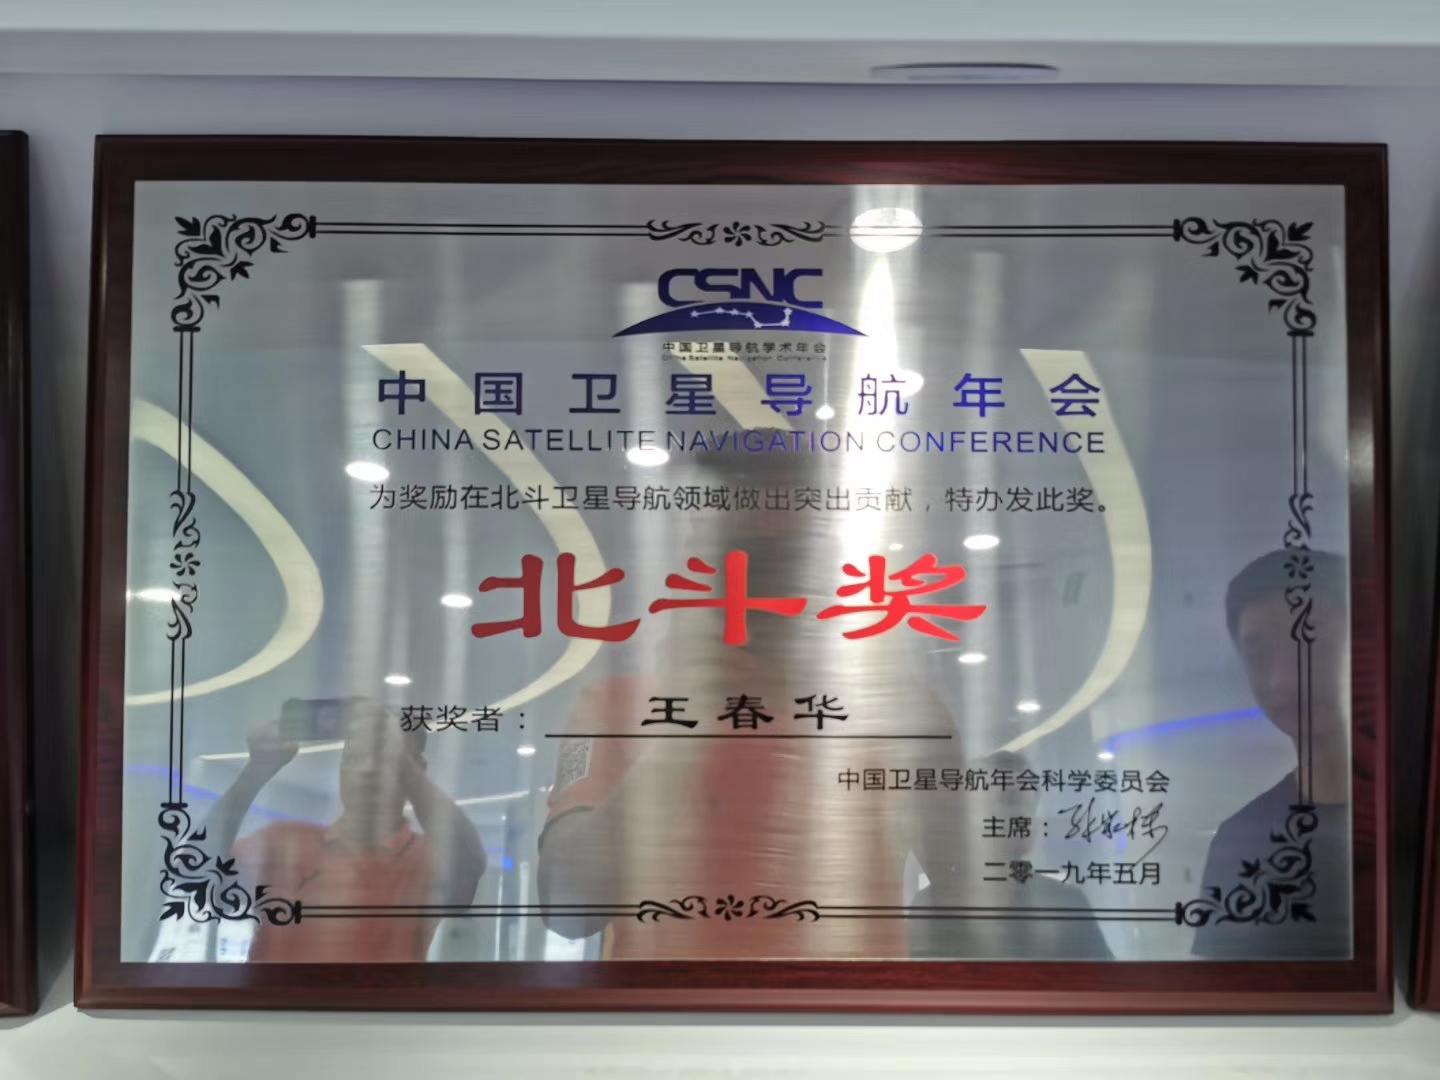 CSNC
中国卫星导航学术年会
China Satellite Navigation Conference
中国卫星导航年会
CHINA SATELLITE NAVIGATION CONFERENCE
为奖励在北斗卫星导航领域做出突出贡献，特办发此奖。
北斗奖
获奖者：王春华
中国卫星导航年会科学委员会
主席：
二零一九年五月